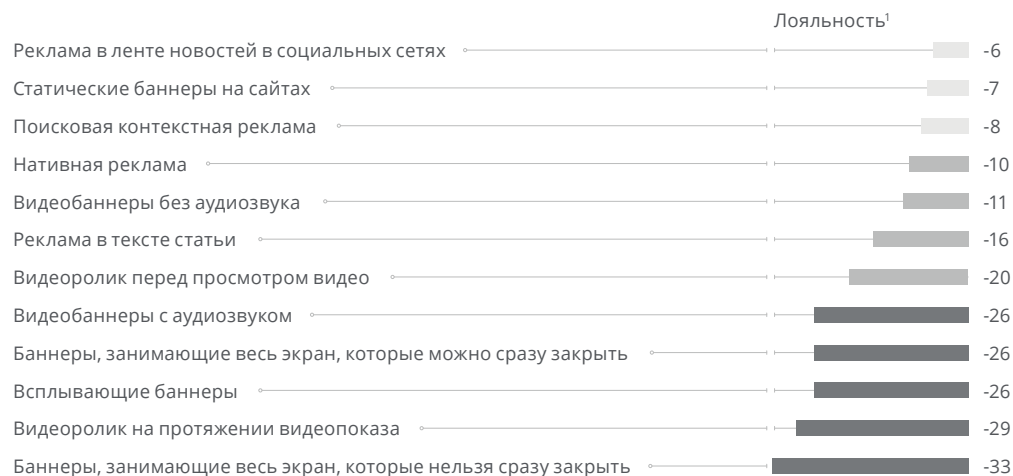 Лояльность¹
Реклама в ленте новостей в социальных сетях -6
Статические баннеры на сайтах -7
Поисковая контекстная реклама -8
Нативная реклама -10
Видеобаннеры без аудиозвука -11
Реклама в тексте статьи -16
Видеоролик перед просмотром видео -20
Видеобаннеры с аудиозвуком -26
Баннеры, занимающие весь экран, которые можно сразу закрыть -26
Всплывающие баннеры -26
Видеоролик на протяжении видеопоказа -29
Баннеры, занимающие весь экран, которые нельзя сразу закрыть -33